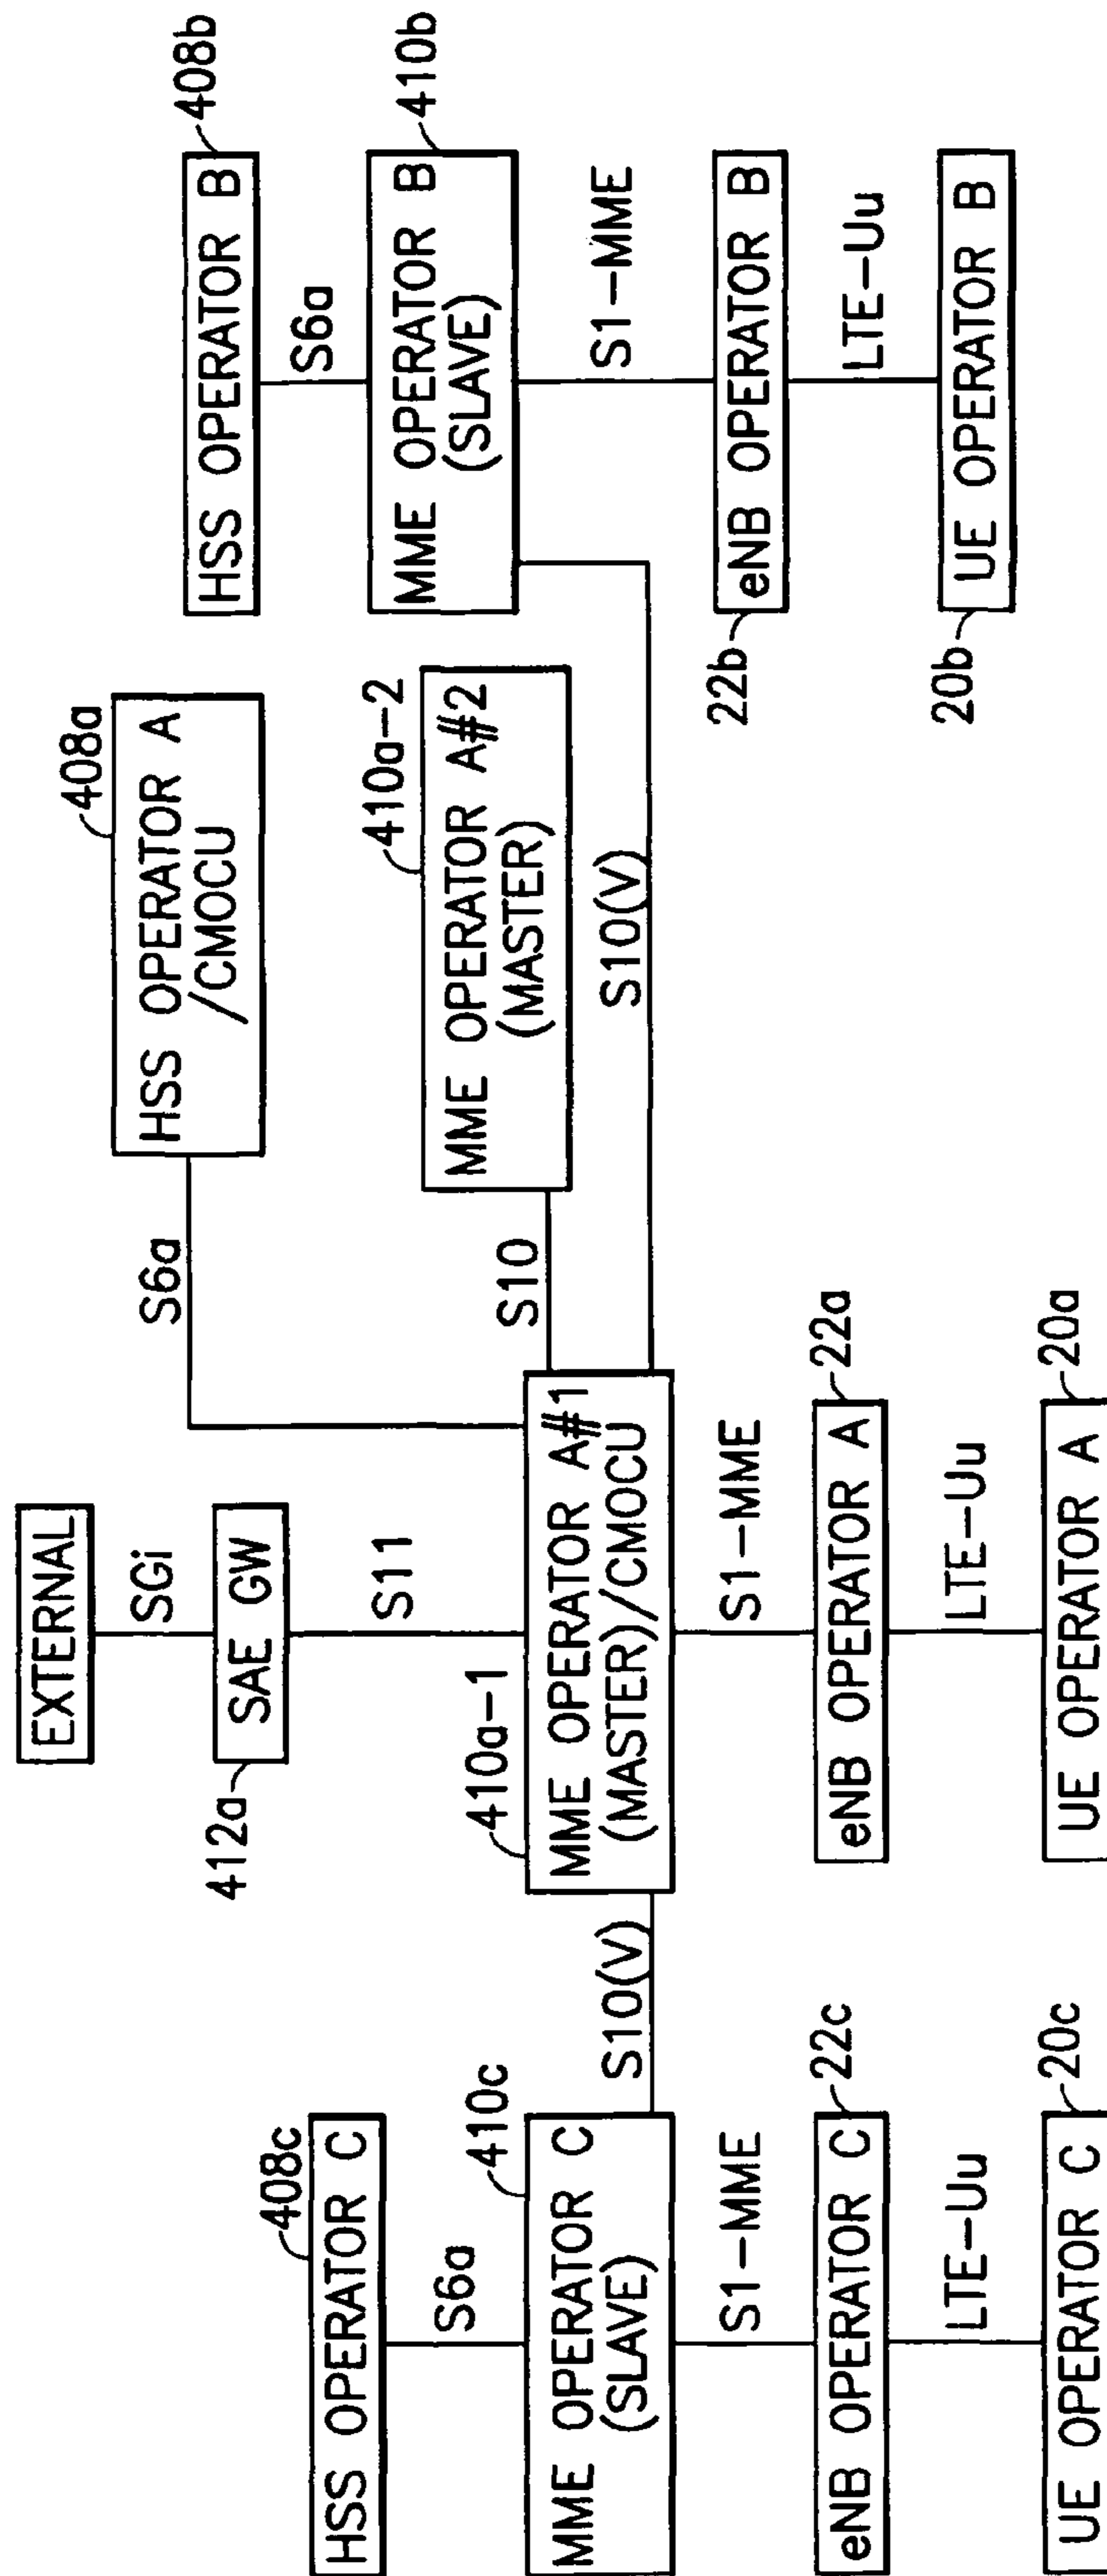 EXTERNAL
SGi
SAE GW
412a
S11
HSS OPERATOR A
/CMOCU
408a
S6a
HSS OPERATOR B
408b
S6a
HSS OPERATOR C
408c
S6a
MME OPERATOR A#2
(MASTER)
410a-2
S10
MME OPERATOR B
(SLAVE)
410b
S10(V)
MME OPERATOR C
(SLAVE)
410c
S10(V)
MME OPERATOR A#1
(MASTER)/CMOCU
410a-1
S1-MME
S1-MME
S1-MME
eNB OPERATOR C
22c
eNB OPERATOR A
22a
eNB OPERATOR B
22b
LTE-Uu
LTE-Uu
LTE-Uu
UE OPERATOR C
20c
UE OPERATOR A
20a
UE OPERATOR B
20b